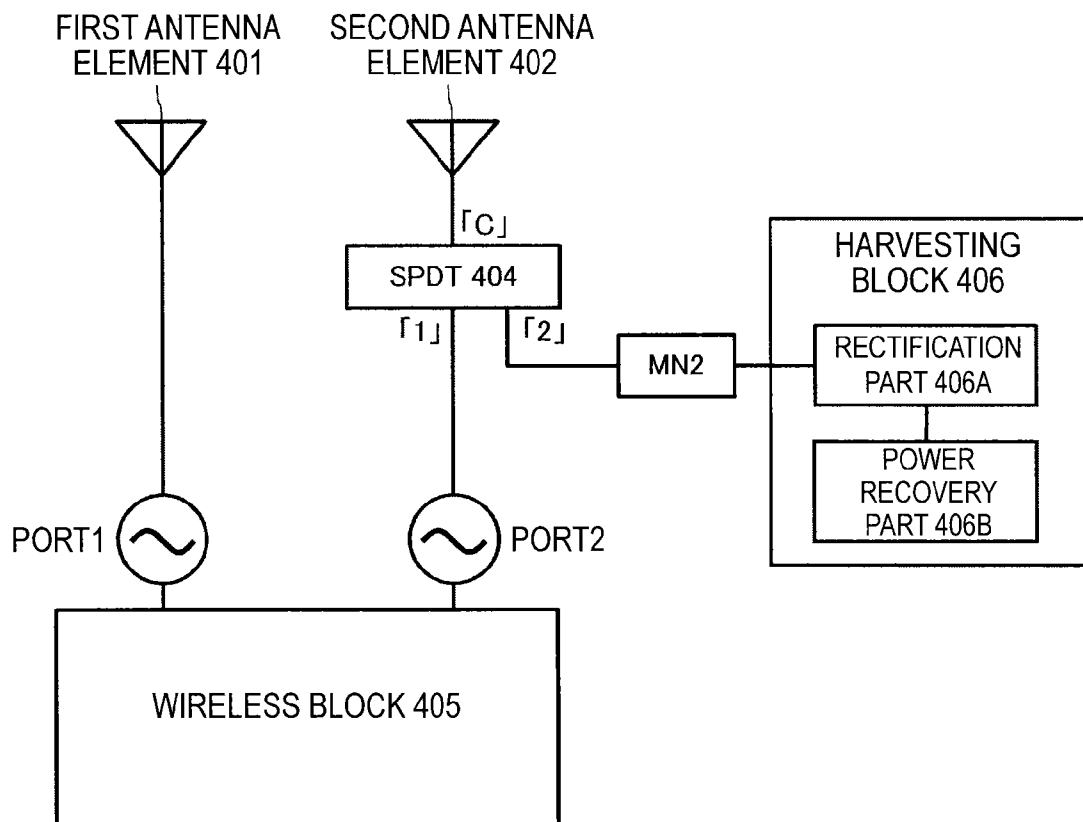 FIRST ANTENNA
ELEMENT 401
SECOND ANTENNA
ELEMENT 402
「C」
SPDT 404
「1」
「2」
MN2
HARVESTING
BLOCK 406
RECTIFICATION
PART 406A
POWER
RECOVERY
PART 406B
PORT1
PORT2
WIRELESS BLOCK 405